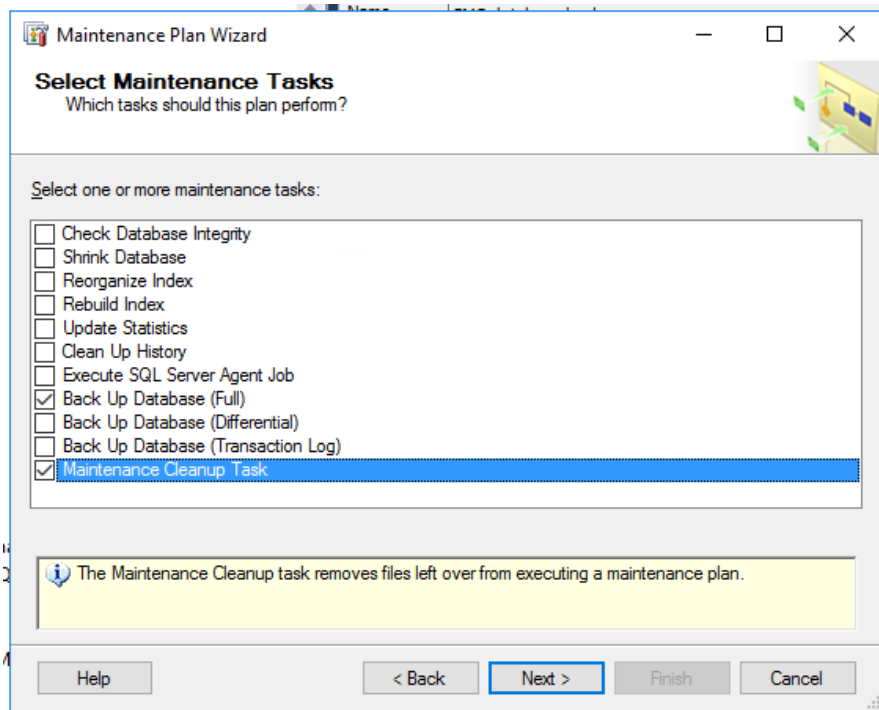 Maintenance Plan Wizard
Select Maintenance Tasks
Which tasks should this plan perform?
Select one or more maintenance tasks:
Check Database Integrity
Shrink Database
Reorganize Index
Rebuild Index
Update Statistics
Clean Up History
Execute SQL Server Agent Job
Back Up Database (Full)
Back Up Database (Differential)
Back Up Database (Transaction Log)
Maintenance Cleanup Task
The Maintenance Cleanup task removes files left over from executing a maintenance plan.
Help
< Back
Next >
Finish
Cancel